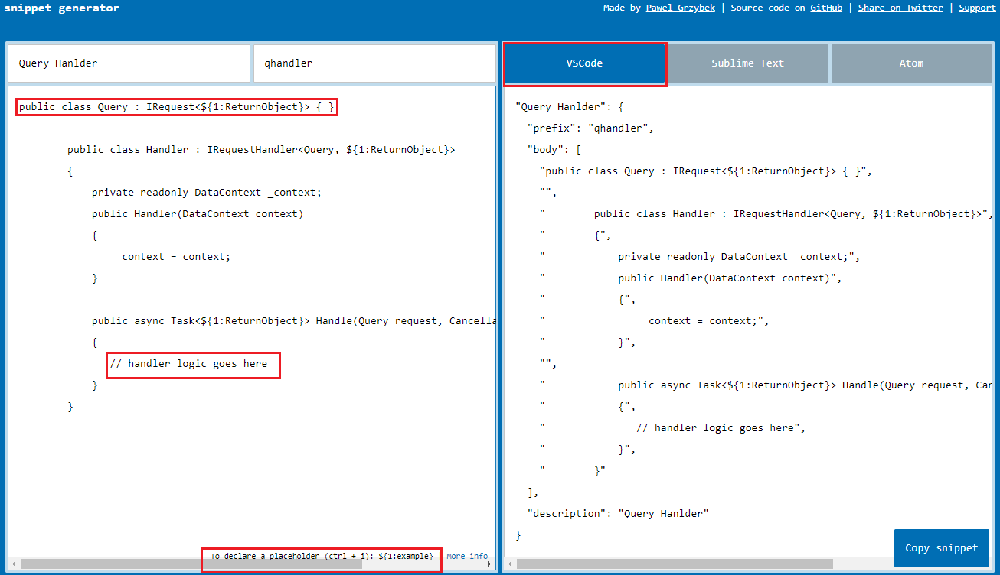 snippet generator
Made by Pawel Grzybek | Source code on GitHub | Share on Twitter | Support
Query Hanlder
qhandler
public class Query : IRequest<${1:ReturnObject}> { }
public class Handler : IRequestHandler<Query, ${1:ReturnObject}>
{
private readonly DataContext _context;
public Handler(DataContext context)
{
_context = context;
}
public async Task<${1:ReturnObject}> Handle(Query request, Cancella
{
// handler logic goes here
}
}
To declare a placeholder (ctrl + i): ${1:example} | More info
VSCode
Sublime Text
Atom
"Query Hanlder": {
"prefix": "qhandler",
"body": [
"public class Query : IRequest<${1:ReturnObject}> { }",
"",
"        public class Handler : IRequestHandler<Query, ${1:ReturnObject}>",
"        {",
"            private readonly DataContext _context;",
"            public Handler(DataContext context)",
"            {",
"                _context = context;",
"            }",
"",
"            public async Task<${1:ReturnObject}> Handle(Query request, Can
"            {",
"               // handler logic goes here",
"            }",
"        }"
],
"description": "Query Hanlder"
}
Copy snippet